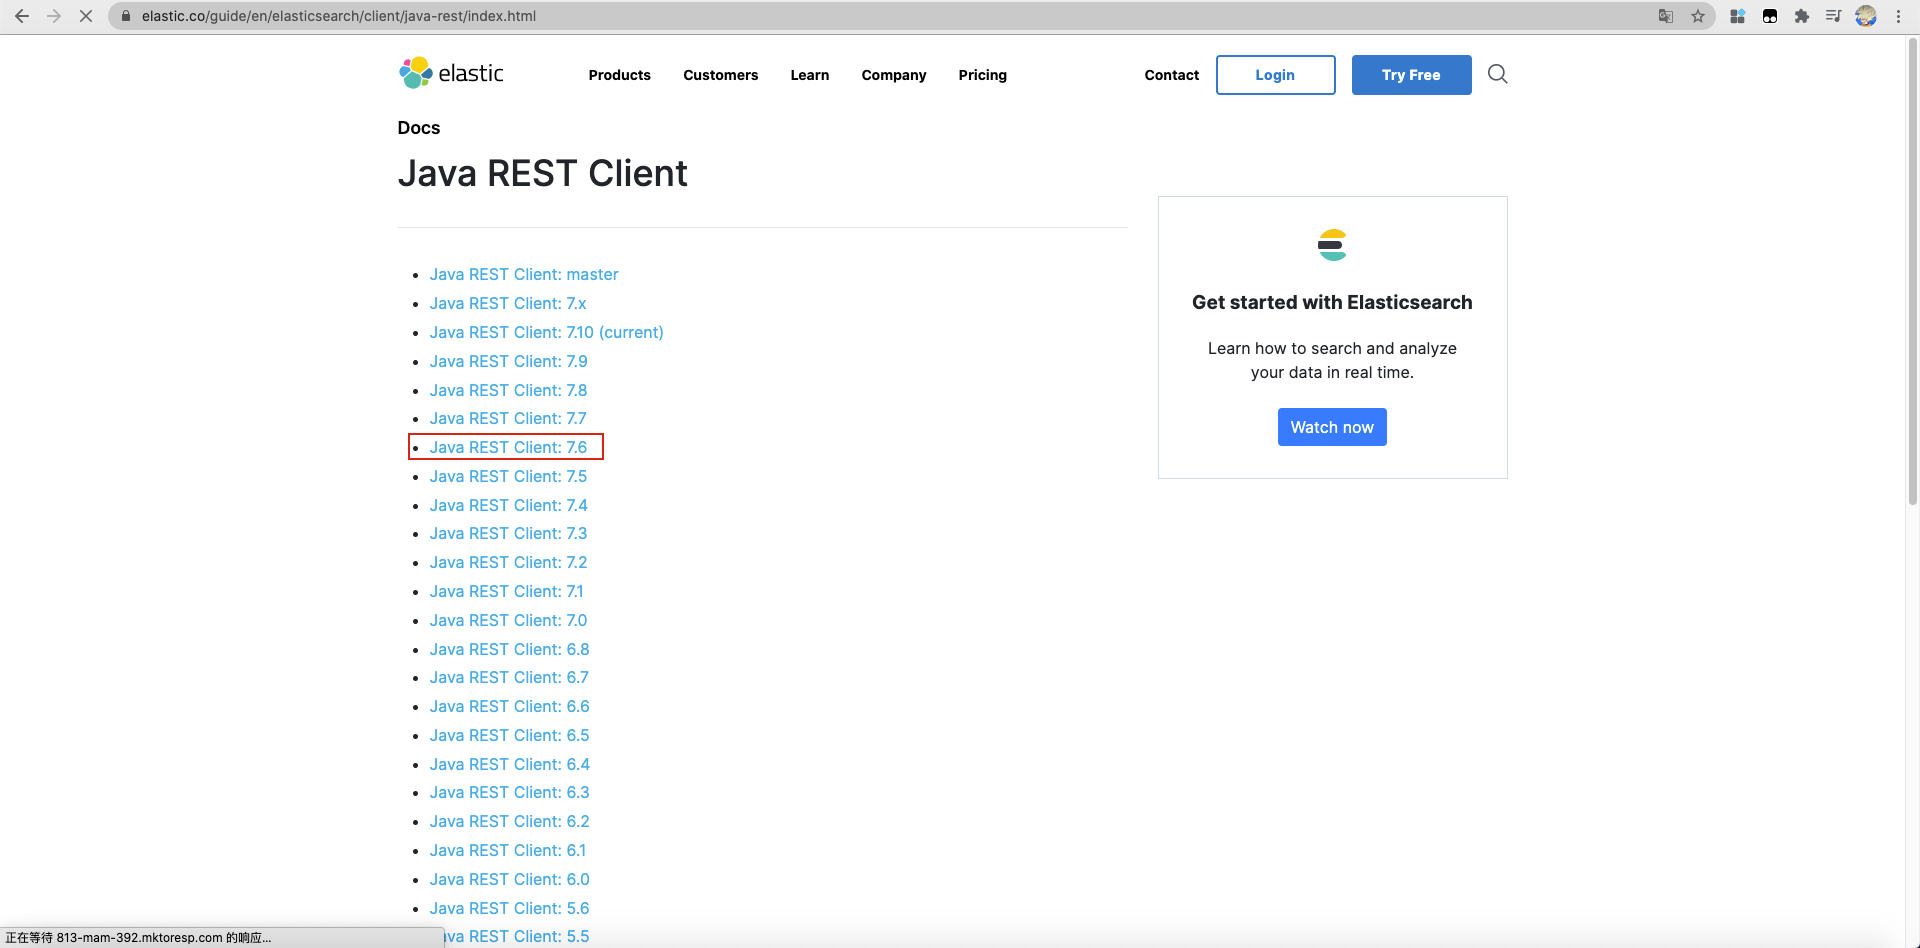 elastic.co/guide/en/elasticsearch/client/java-rest/index.html
elastic
Products
Customers
Learn
Company
Pricing
Contact
Login
Try Free
Docs
Java REST Client
Java REST Client: master
Java REST Client: 7.x
Java REST Client: 7.10 (current)
Java REST Client: 7.9
Java REST Client: 7.8
Java REST Client: 7.7
Java REST Client: 7.6
Java REST Client: 7.5
Java REST Client: 7.4
Java REST Client: 7.3
Java REST Client: 7.2
Java REST Client: 7.1
Java REST Client: 7.0
Java REST Client: 6.8
Java REST Client: 6.7
Java REST Client: 6.6
Java REST Client: 6.5
Java REST Client: 6.4
Java REST Client: 6.3
Java REST Client: 6.2
Java REST Client: 6.1
Java REST Client: 6.0
Java REST Client: 5.6
va REST Client: 5.5
Get started with Elasticsearch
Learn how to search and analyze
your data in real time.
Watch now
正在等待 813-mam-392.mktoresp.com 的响应...